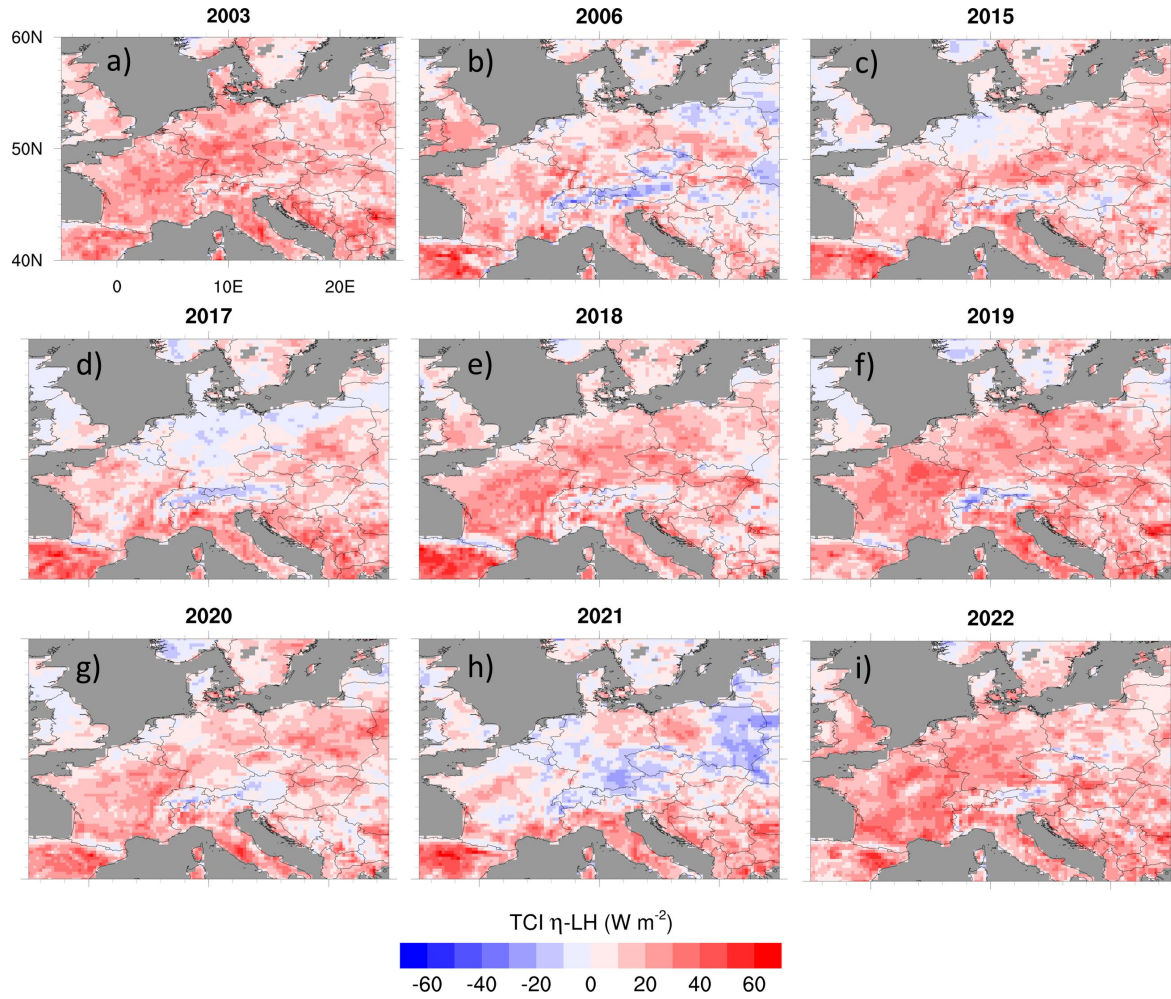 2003 2006 2015
60N
a) b) c)
50N
40N
0 10E 20E
2017 2018 2019
d) e) f)
2020 2021 2022
g) h) i)
TCI η-LH (W m⁻²)
-60 -40 -20 0 20 40 60